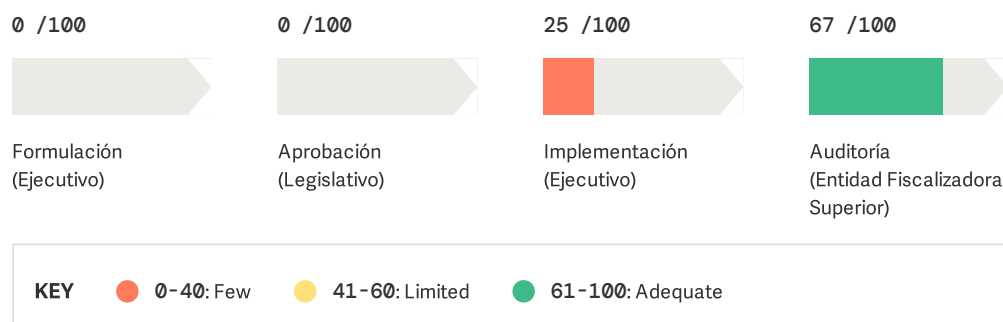 0 /100
0 /100
25 /100
67 /100
Formulación
(Ejecutivo)
Aprobación
(Legislativo)
Implementación
(Ejecutivo)
Auditoría
(Entidad Fiscalizadora
Superior)
KEY
0-40: Few
41-60: Limited
61-100: Adequate